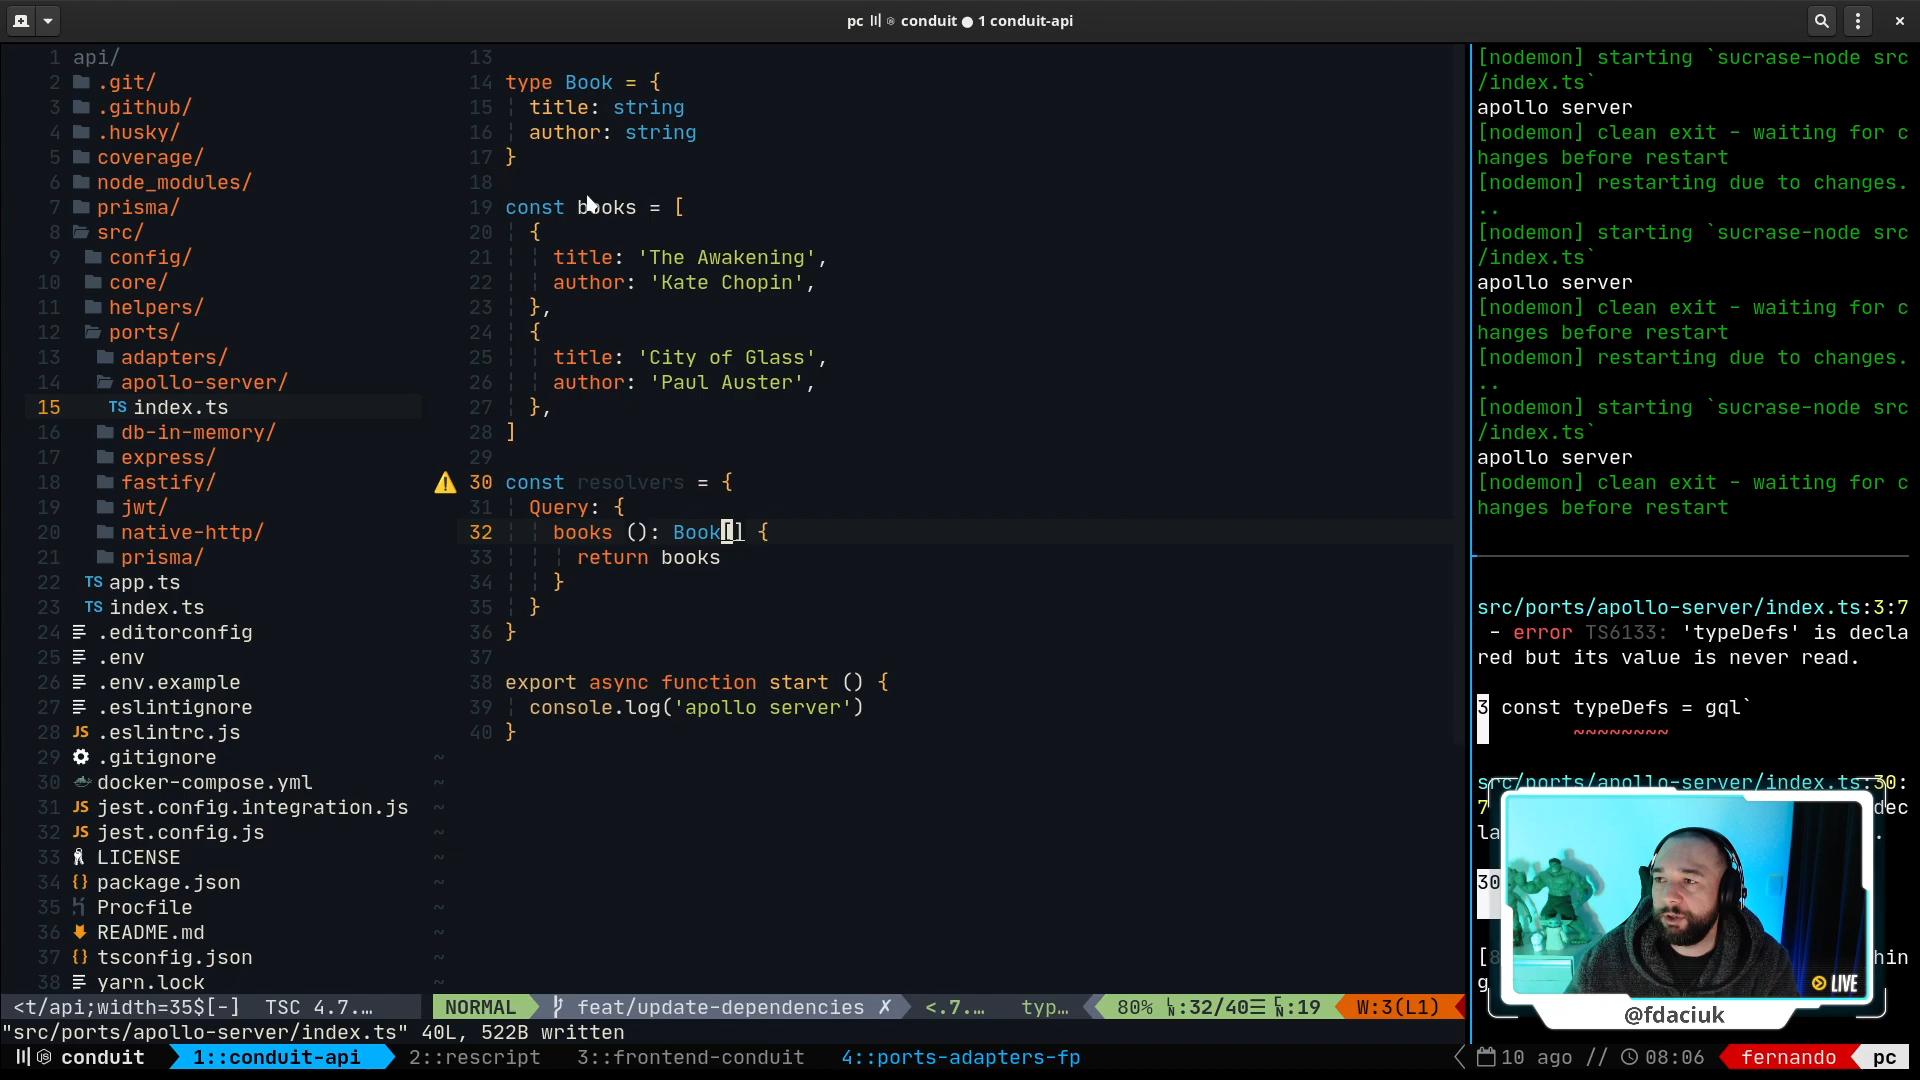 pc conduit ● 1 conduit-api
1 api/
2 .git/
3 .github/
4 .husky/
5 coverage/
6 node_modules/
7 prisma/
8 src/
9 config/
10 core/
11 helpers/
12 ports/
13 adapters/
14 apollo-server/
15 TS index.ts
16 db-in-memory/
17 express/
18 fastify/
19 jwt/
20 native-http/
21 prisma/
22 TS app.ts
23 TS index.ts
24 .editorconfig
25 .env
26 .env.example
27 .eslintignore
28 JS .eslintrc.js
29 .gitignore
30 docker-compose.yml
31 JS jest.config.integration.js
32 JS jest.config.js
33 LICENSE
34 {} package.json
35 Procfile
36 README.md
37 {} tsconfig.json
38 yarn.lock
<t/api;width=35$[-] TSC 4.7...
13
14 type Book = {
15 title: string
16 author: string
17 }
18
19 const books = [
20 {
21 title: 'The Awakening',
22 author: 'Kate Chopin',
23 },
24 {
25 title: 'City of Glass',
26 author: 'Paul Auster',
27 },
28 ]
29
30 const resolvers = {
31 Query: {
32 books (): Book[] {
33 return books
34 }
35 }
36 }
37
38 export async function start () {
39 console.log('apollo server')
40 }
~
~
~
~
~
~
~
~
~
~
NORMAL feat/update-dependencies ✗ <.7... typ... 80% :32/40 :19 W:3(L1)
[nodemon] starting `sucrase-node src
/index.ts`
apollo server
[nodemon] clean exit - waiting for c
hanges before restart
[nodemon] restarting due to changes.
..
[nodemon] starting `sucrase-node src
/index.ts`
apollo server
[nodemon] clean exit - waiting for c
hanges before restart
[nodemon] restarting due to changes.
..
[nodemon] starting `sucrase-node src
/index.ts`
apollo server
[nodemon] clean exit - waiting for c
hanges before restart
src/ports/apollo-server/index.ts:3:7
- error TS6133: 'typeDefs' is decla
red but its value is never read.
3 const typeDefs = gql`
~~~~~~~~
src/ports/apollo-server/index.ts:30:
7 dec
la .
30
[ hin
g
LIVE
@fdaciuk
"src/ports/apollo-server/index.ts" 40L, 522B written
conduit 1::conduit-api 2::rescript 3::frontend-conduit 4::ports-adapters-fp 10 ago // 08:06 fernando pc